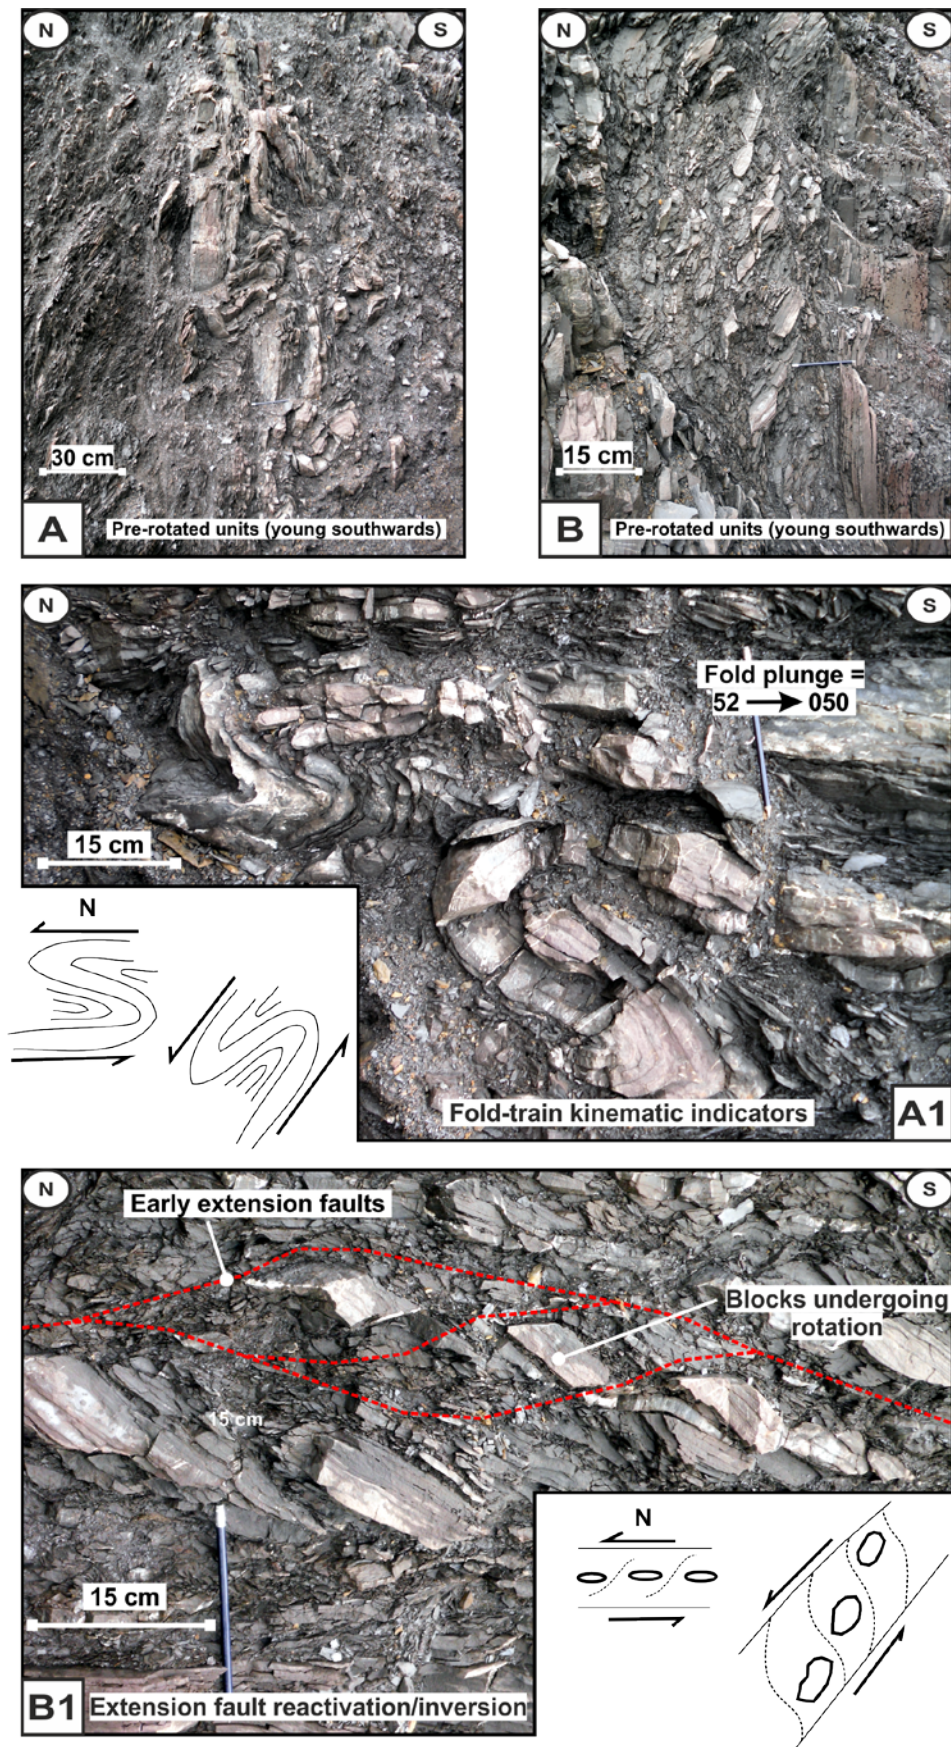 N
S
30 cm
A
Pre-rotated units (young southwards)
N
S
15 cm
B
Pre-rotated units (young southwards)
N
S
Fold plunge =
52 → 050
15 cm
N
Fold-train kinematic indicators
A1
N
S
Early extension faults
Blocks undergoing
rotation
15 cm
15 cm
N
B1
Extension fault reactivation/inversion